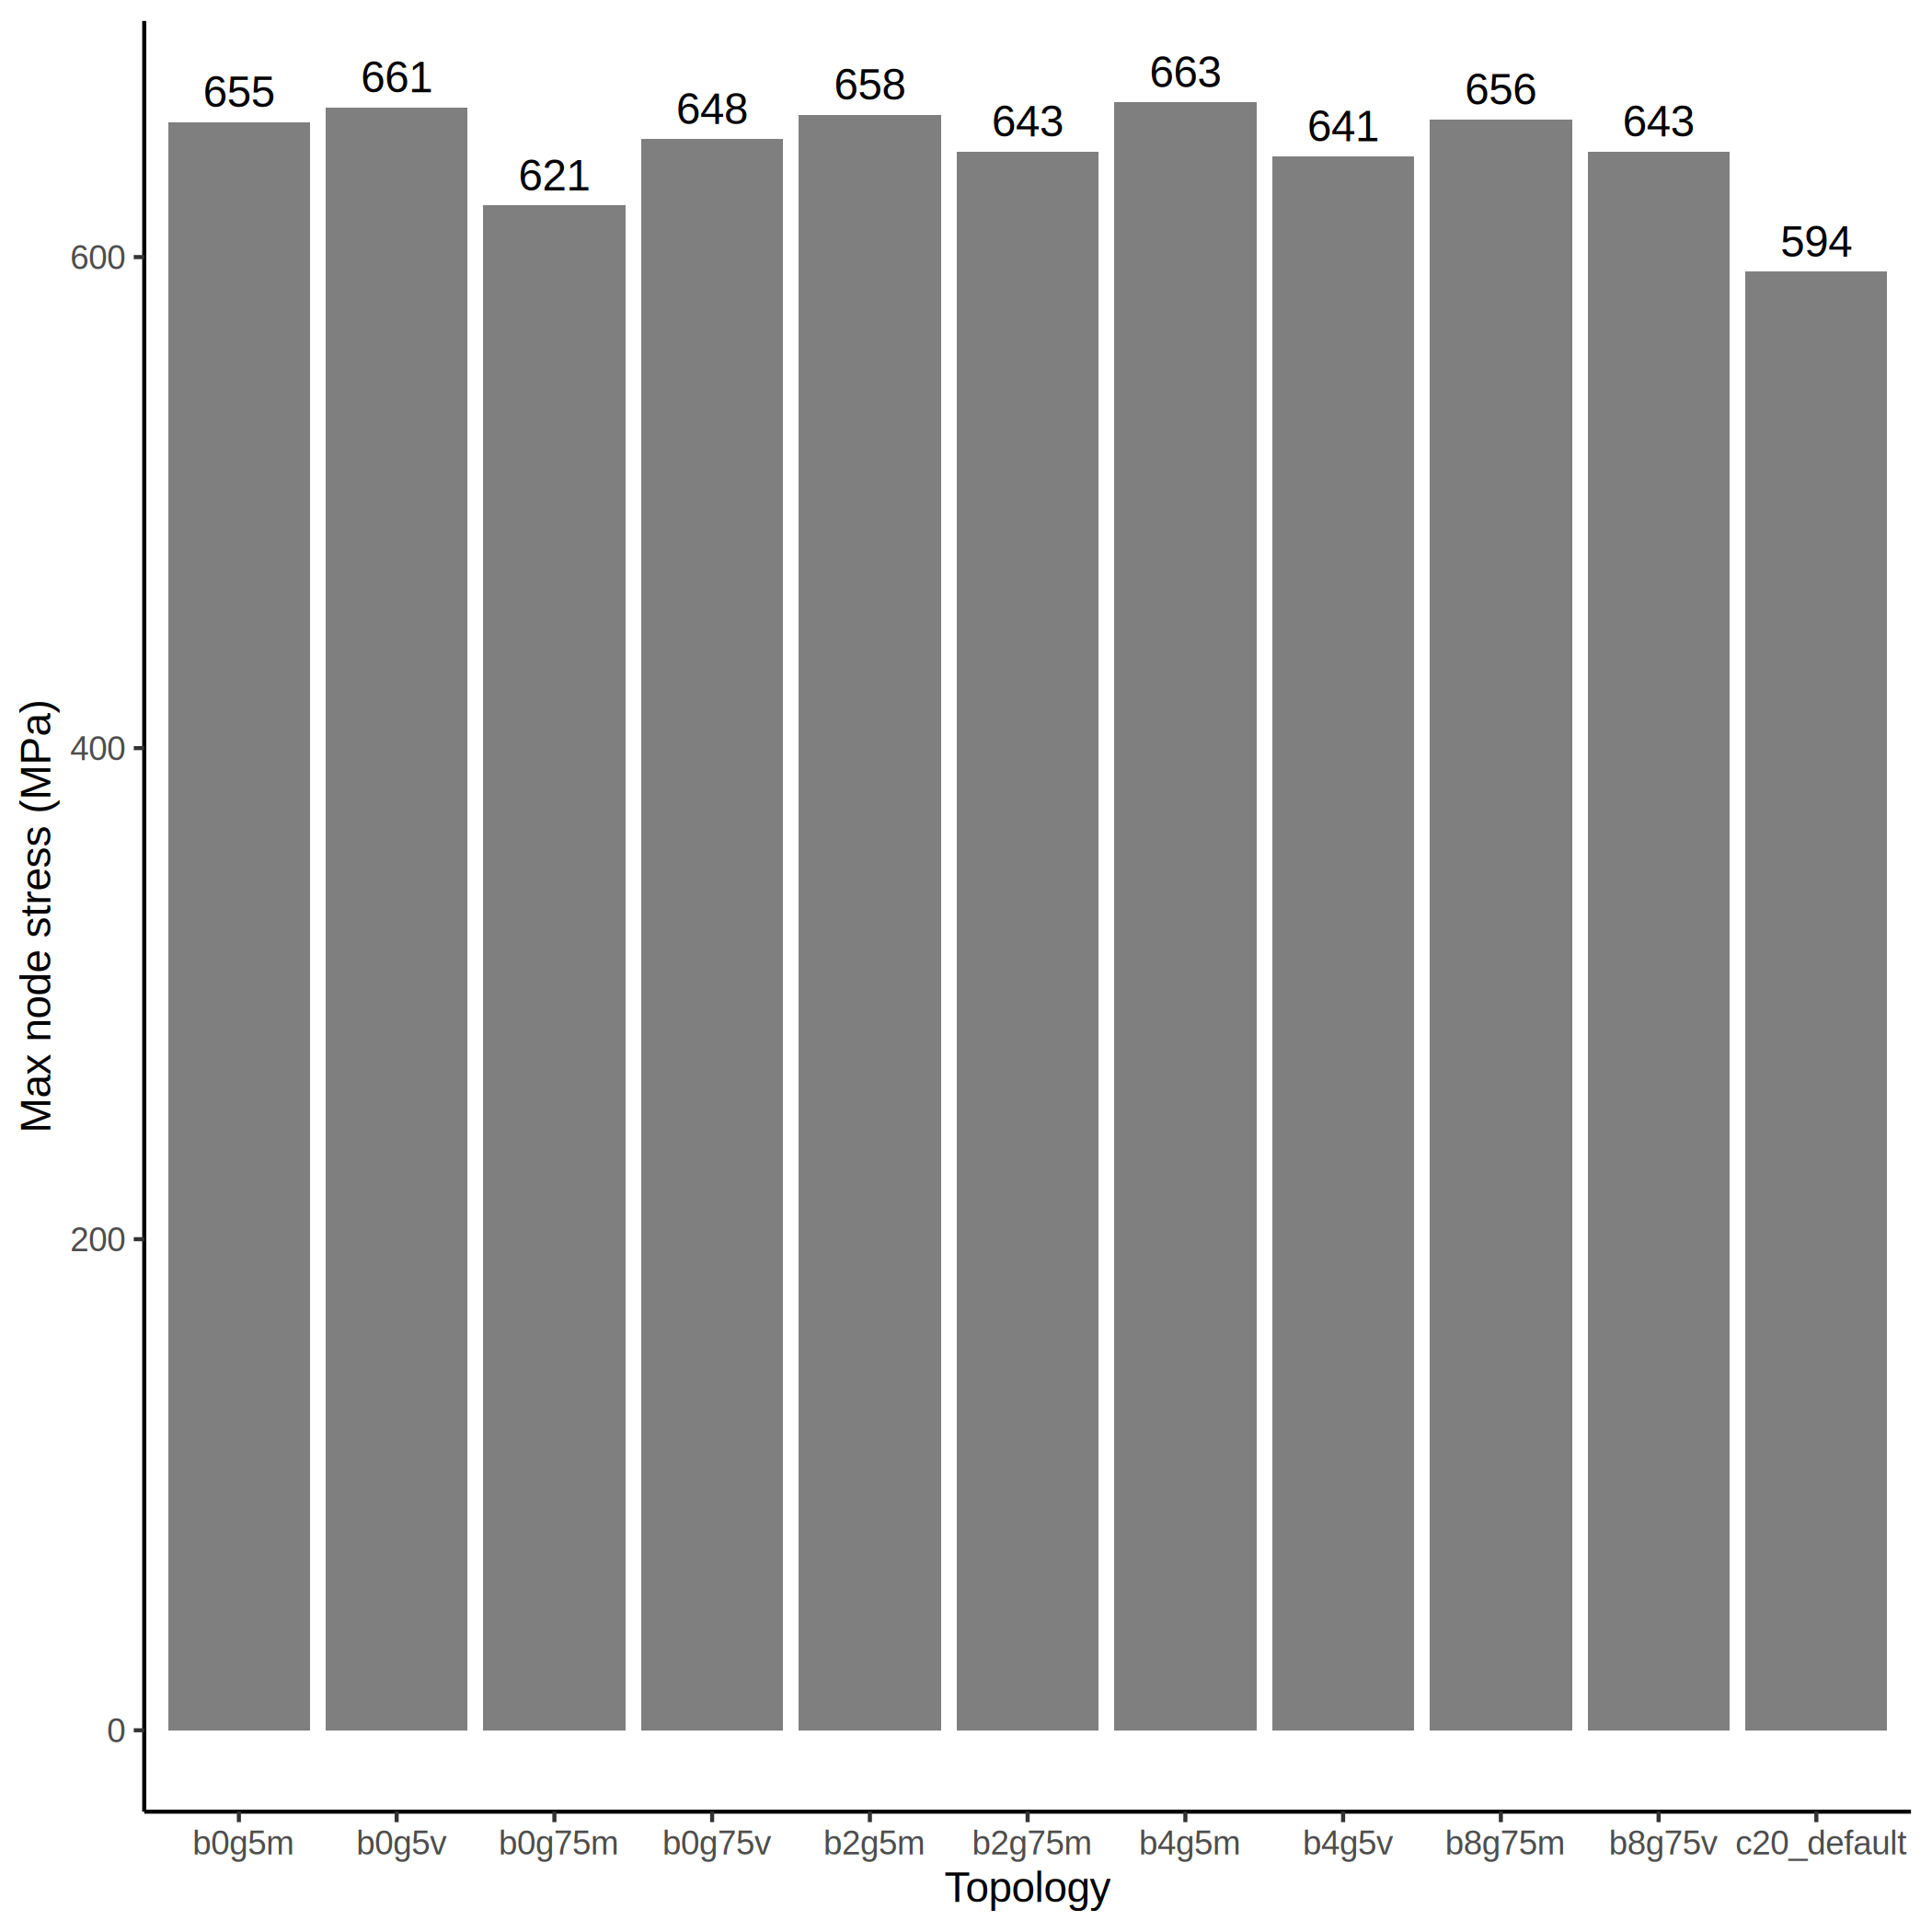 655
661
621
648
658
643
663
641
656
643
594
600
400
200
0
Max node stress (MPa)
b0g5m
b0g5v
b0g75m
b0g75v
b2g5m
b2g75m
b4g5m
b4g5v
b8g75m
b8g75v
c20_default
Topology